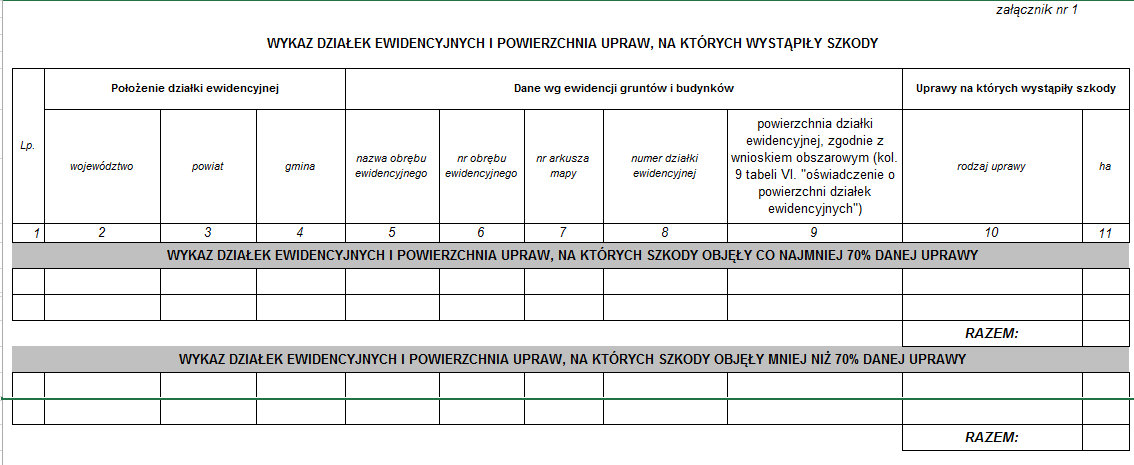 załącznik nr 1
WYKAZ DZIAŁEK EWIDENCYJNYCH I POWIERZCHNIA UPRAW, NA KTÓRYCH WYSTĄPIŁY SZKODY
Lp.
Położenie działki ewidencyjnej
Dane wg ewidencji gruntów i budynków
Uprawy na których wystąpiły szkody
województwo
powiat
gmina
nazwa obrębu
ewidencyjnego
nr obrębu
ewidencyjnego
nr arkusza
mapy
numer działki
ewidencyjnej
powierzchnia działki
ewidencyjnej, zgodnie z
wnioskiem obszarowym (kol.
9 tabeli VI. "oświadczenie o
powierzchni działek
ewidencyjnych")
rodzaj uprawy
ha
1 2 3 4 5 6 7 8 9 10 11
WYKAZ DZIAŁEK EWIDENCYJNYCH I POWIERZCHNIA UPRAW, NA KTÓRYCH SZKODY OBJĘŁY CO NAJMNIEJ 70% DANEJ UPRAWY
RAZEM:
WYKAZ DZIAŁEK EWIDENCYJNYCH I POWIERZCHNIA UPRAW, NA KTÓRYCH SZKODY OBJĘŁY MNIEJ NIŻ 70% DANEJ UPRAWY
RAZEM: